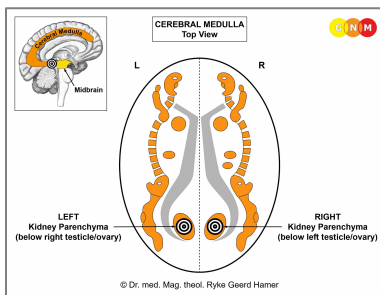 CEREBRAL MEDULLA
Top View
GNM
Cerebral Medulla
Midbrain
L
R
LEFT
Kidney Parenchyma
(below right testicle/ovary)
RIGHT
Kidney Parenchyma
(below left testicle/ovary)
© Dr. med. Mag. theol. Ryke Geerd Hamer